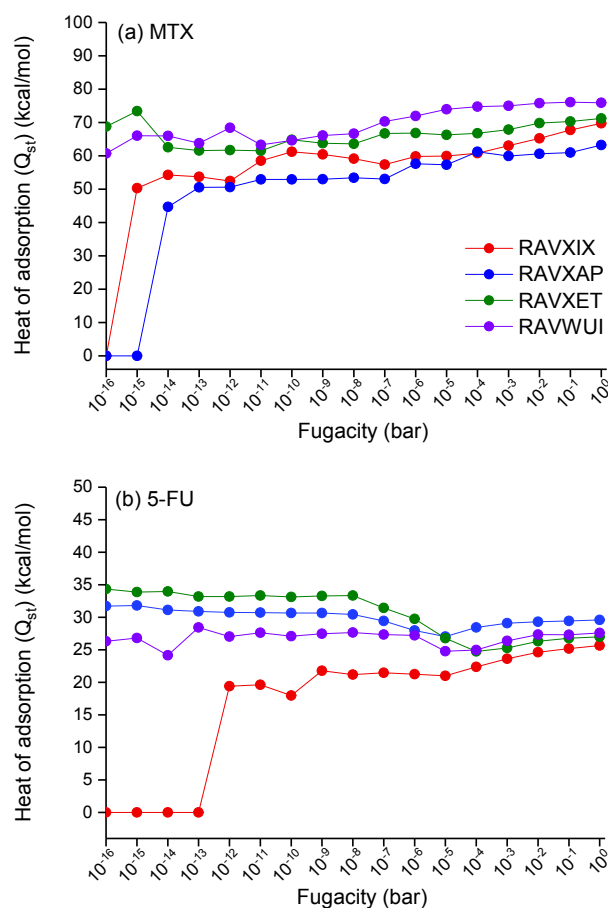 (a) MTX
Heat of adsorption (Qst) (kcal/mol)
100
90
80
70
60
50
40
30
20
10
0
RAVXIX
RAVXAP
RAVXET
RAVWUI
10⁻¹⁶ 10⁻¹⁵ 10⁻¹⁴ 10⁻¹³ 10⁻¹² 10⁻¹¹ 10⁻¹⁰ 10⁻⁹ 10⁻⁸ 10⁻⁷ 10⁻⁶ 10⁻⁵ 10⁻⁴ 10⁻³ 10⁻² 10⁻¹ 10⁰
Fugacity (bar)
(b) 5-FU
Heat of adsorption (Qst) (kcal/mol)
50
45
40
35
30
25
20
15
10
5
0
10⁻¹⁶ 10⁻¹⁵ 10⁻¹⁴ 10⁻¹³ 10⁻¹² 10⁻¹¹ 10⁻¹⁰ 10⁻⁹ 10⁻⁸ 10⁻⁷ 10⁻⁶ 10⁻⁵ 10⁻⁴ 10⁻³ 10⁻² 10⁻¹ 10⁰
Fugacity (bar)